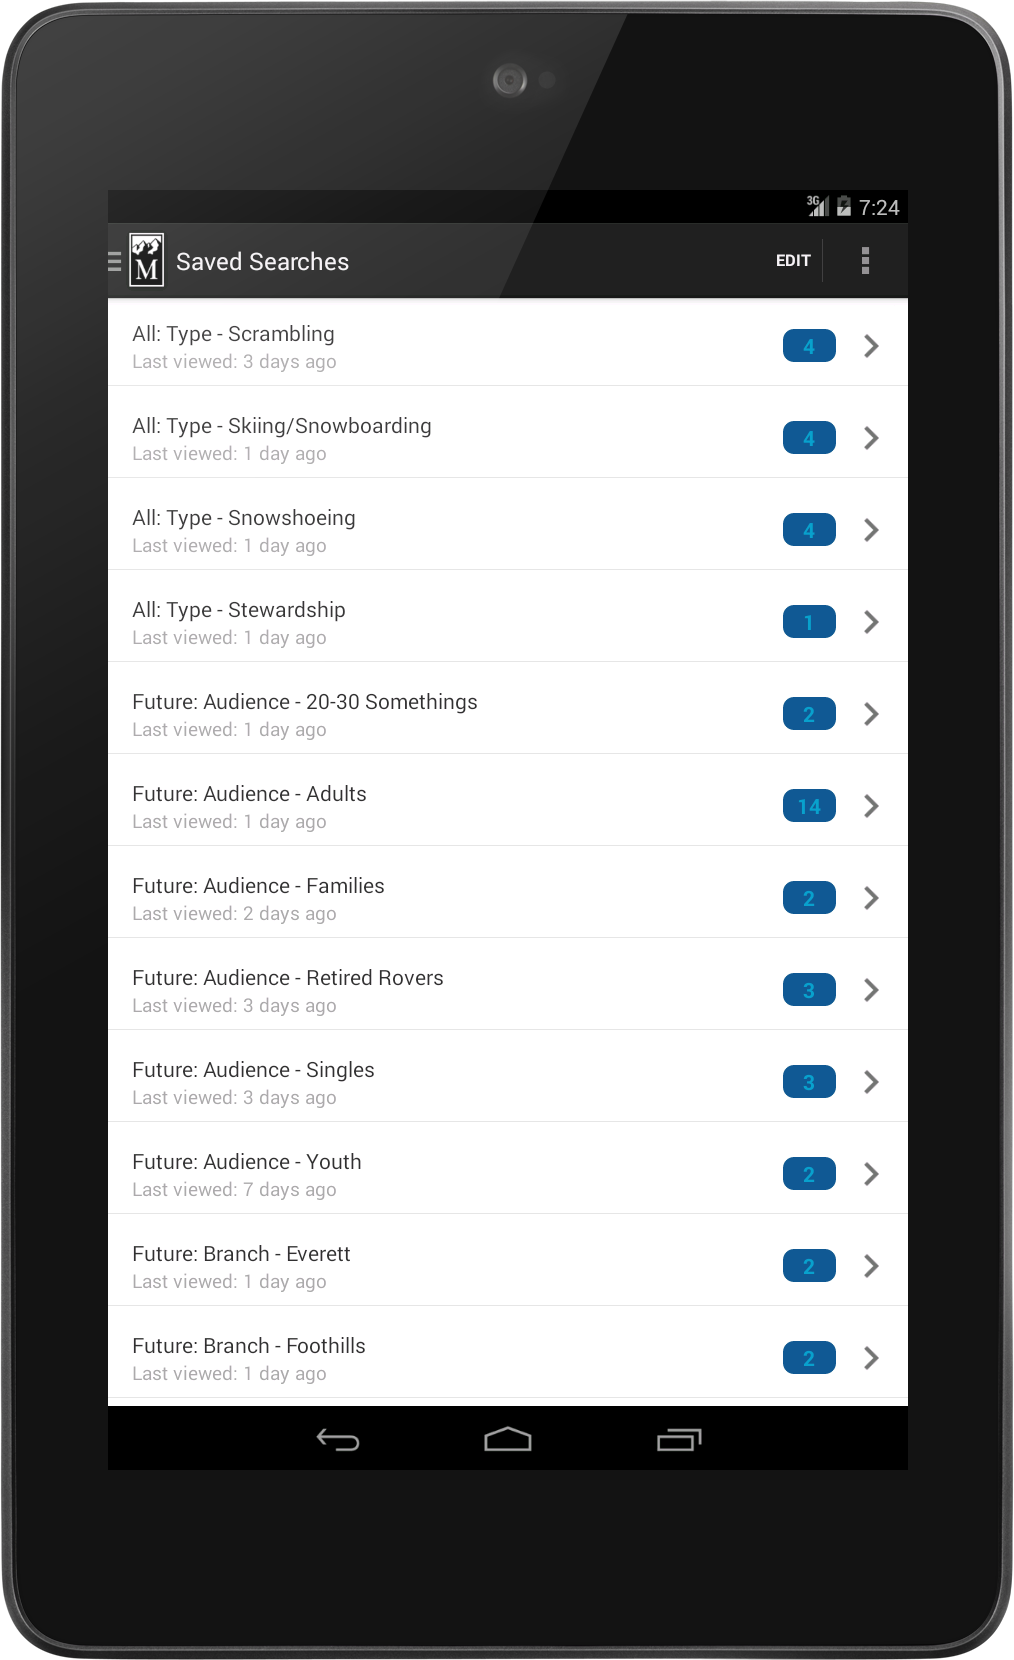 3G 7:24
M Saved Searches EDIT
All: Type - Scrambling
Last viewed: 3 days ago
4
All: Type - Skiing/Snowboarding
Last viewed: 1 day ago
4
All: Type - Snowshoeing
Last viewed: 1 day ago
4
All: Type - Stewardship
Last viewed: 1 day ago
1
Future: Audience - 20-30 Somethings
Last viewed: 1 day ago
2
Future: Audience - Adults
Last viewed: 1 day ago
14
Future: Audience - Families
Last viewed: 2 days ago
2
Future: Audience - Retired Rovers
Last viewed: 3 days ago
3
Future: Audience - Singles
Last viewed: 3 days ago
3
Future: Audience - Youth
Last viewed: 7 days ago
2
Future: Branch - Everett
Last viewed: 1 day ago
2
Future: Branch - Foothills
Last viewed: 1 day ago
2